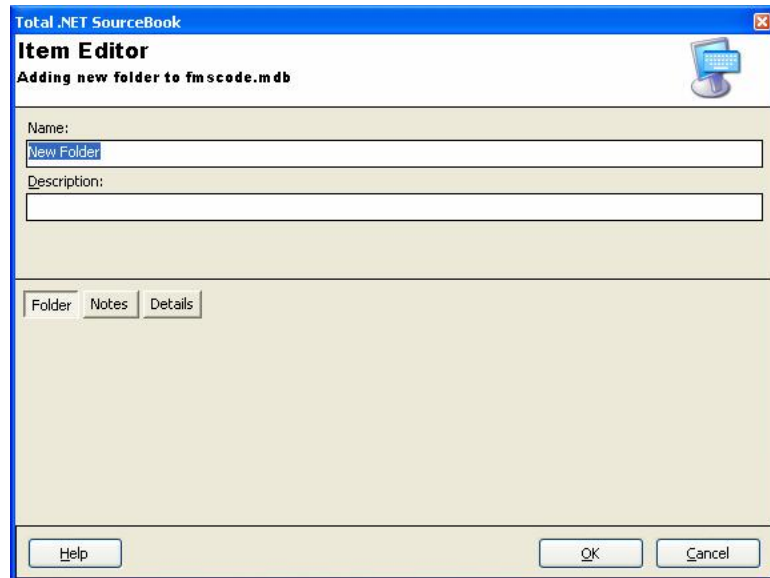 Total .NET SourceBook
Item Editor
Adding new folder to fmscode.mdb
Name:
New Folder
Description:
Folder Notes Details
Help OK Cancel